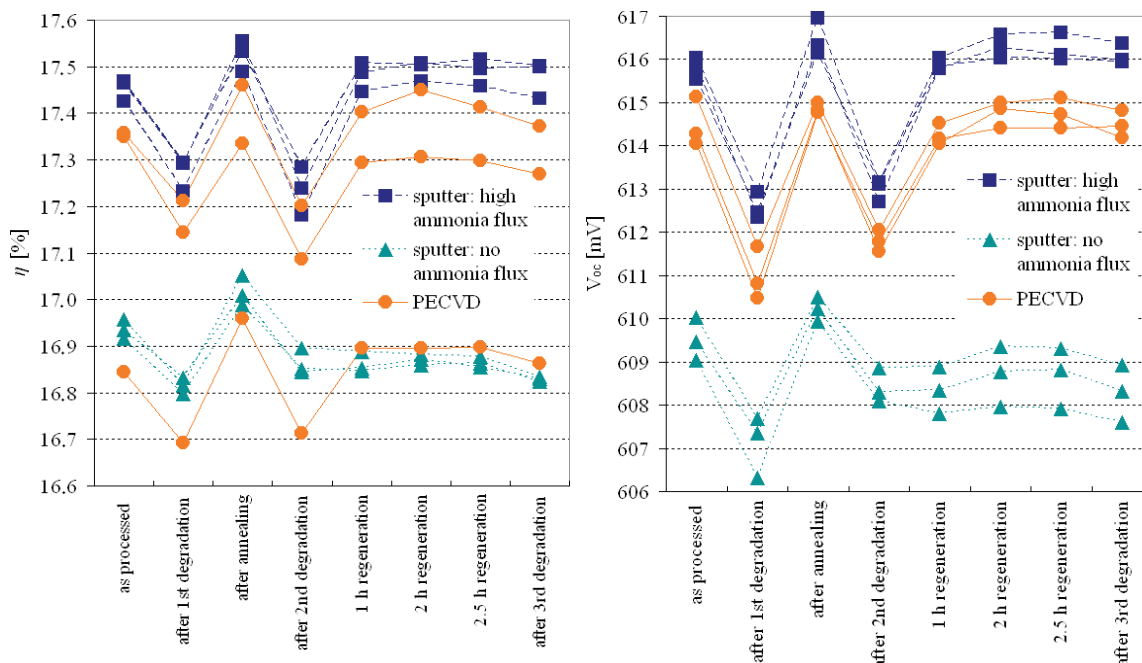 η [%]
17,6
17,5
17,4
17,3
17,2
17,1
17,0
16,9
16,8
16,7
16,6
sputter: high
ammonia flux
sputter: no
ammonia flux
PECVD
as processed
after 1st degradation
after annealing
after 2nd degradation
1 h regeneration
2 h regeneration
2.5 h regeneration
after 3rd degradation
Voc [mV]
617
616
615
614
613
612
611
610
609
608
607
606
sputter: high
ammonia flux
sputter: no
ammonia flux
PECVD
as processed
after 1st degradation
after annealing
after 2nd degradation
1 h regeneration
2 h regeneration
2.5 h regeneration
after 3rd degradation